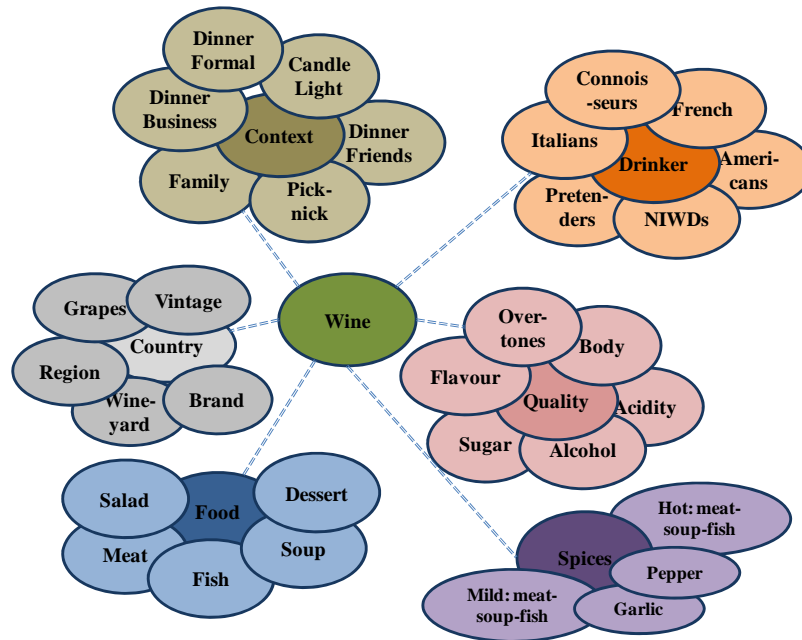 Dinner
Formal
Candle
Light
Dinner
Business
Context
Dinner
Friends
Family
Pick-
nick
Connois
-seurs
French
Italians
Drinker
Ameri-
cans
Preten-
ders
NIWDs
Wine
Grapes
Vintage
Country
Region
Wine-
yard
Brand
Over-
tones
Body
Flavour
Quality
Acidity
Sugar
Alcohol
Salad
Food
Dessert
Meat
Fish
Soup
Hot: meat-
soup-fish
Spices
Pepper
Mild: meat-
soup-fish
Garlic